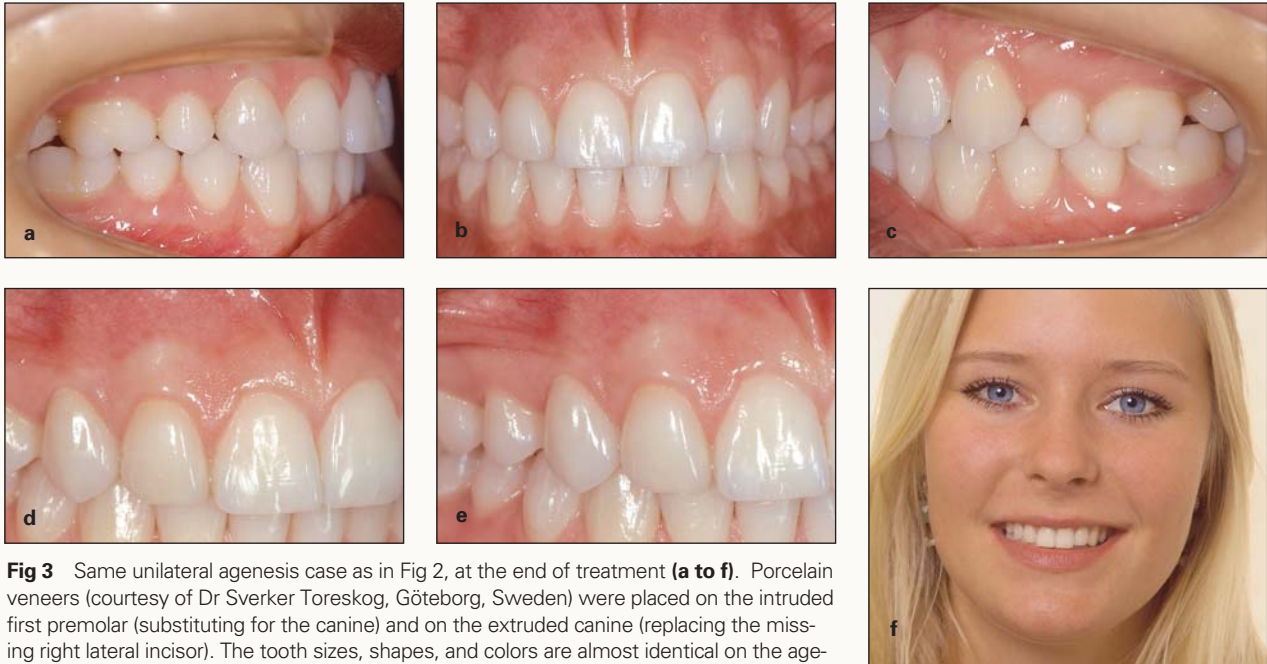 a
b
c
d
e
f
Fig 3 Same unilateral agenesis case as in Fig 2, at the end of treatment (a to f). Porcelain
veneers (courtesy of Dr Sverker Toreskog, Göteborg, Sweden) were placed on the intruded
first premolar (substituting for the canine) and on the extruded canine (replacing the miss-
ing right lateral incisor). The tooth sizes, shapes, and colors are almost identical on the age-